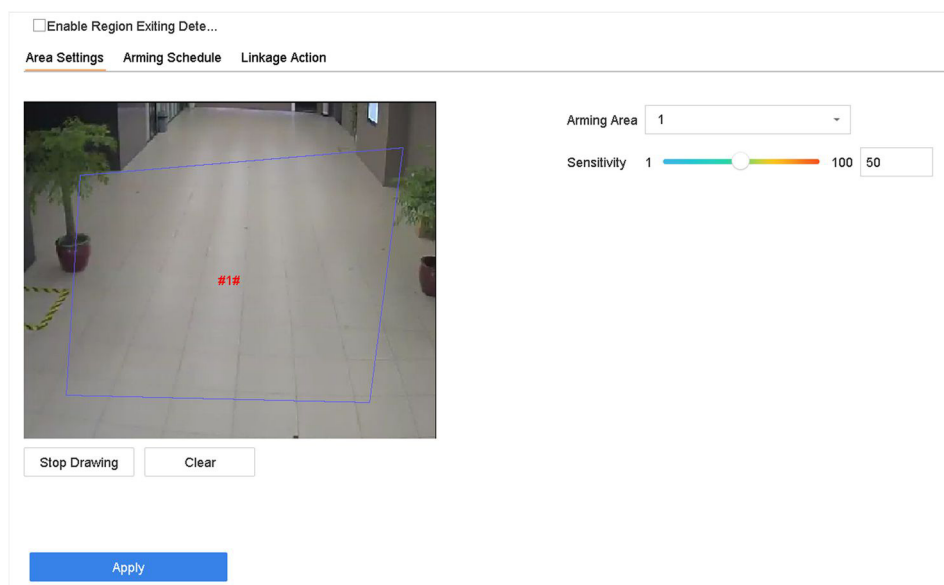 Enable Region Exiting Dete...
Area Settings Arming Schedule Linkage Action
Arming Area 1
Sensitivity 1 100 50
#1#
Stop Drawing Clear
Apply